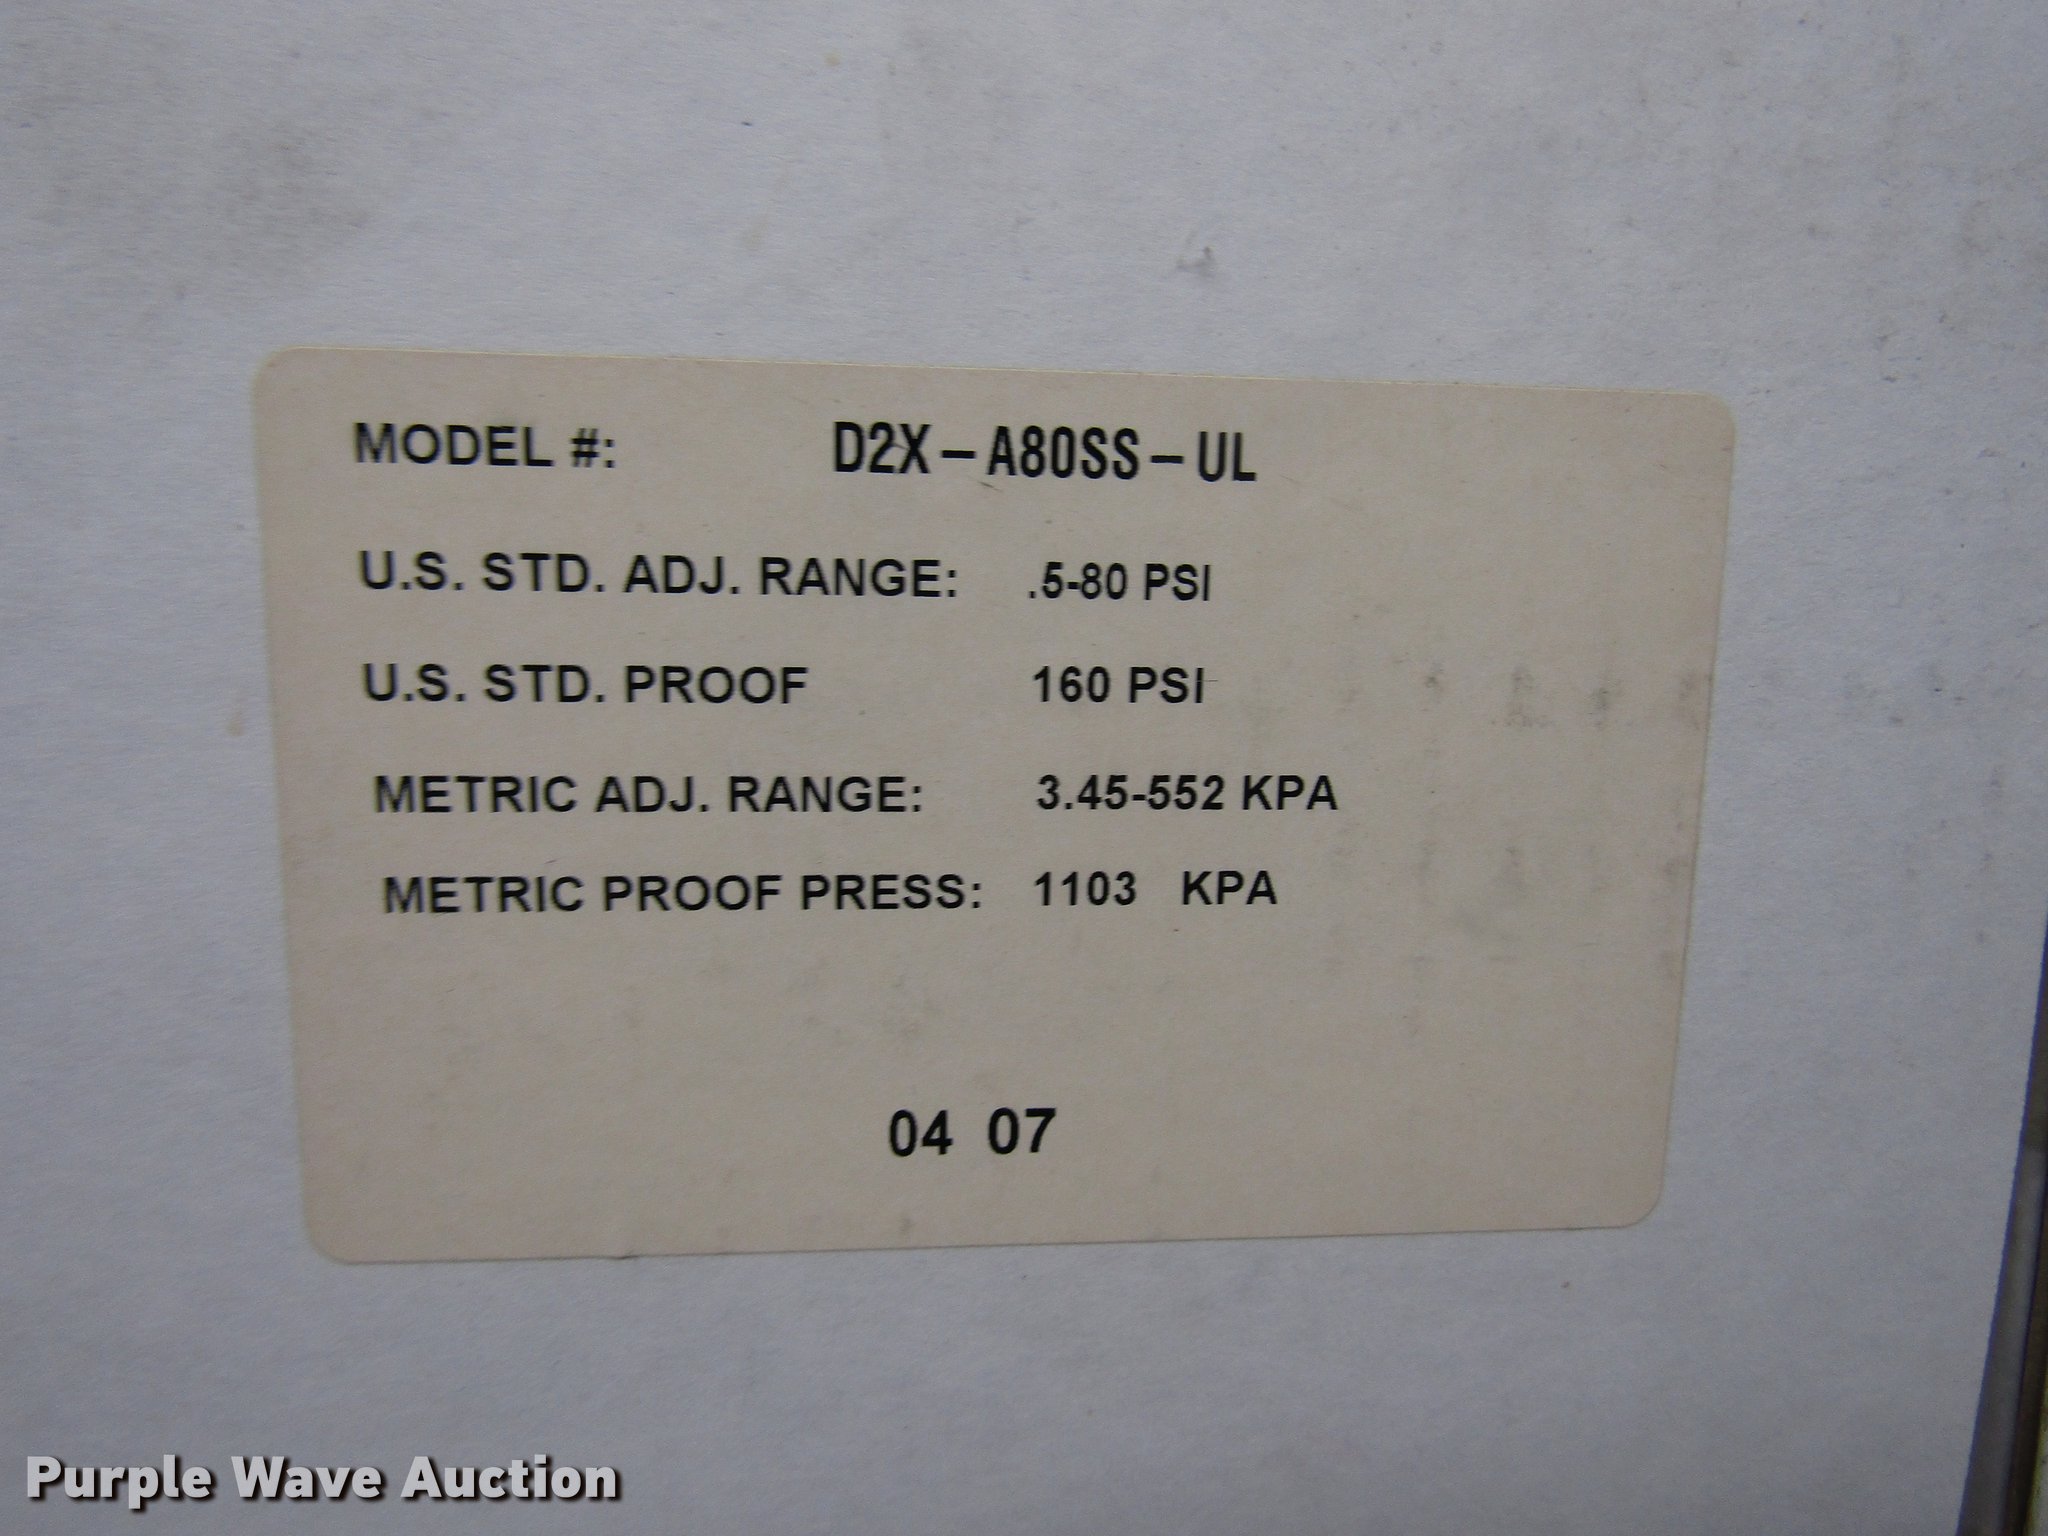 MODEL #: D2X-A80SS-UL
U.S. STD. ADJ. RANGE: .5-80 PSI
U.S. STD. PROOF 160 PSI
METRIC ADJ. RANGE: 3.45-552 KPA
METRIC PROOF PRESS: 1103 KPA
04 07
Purple Wave Auction